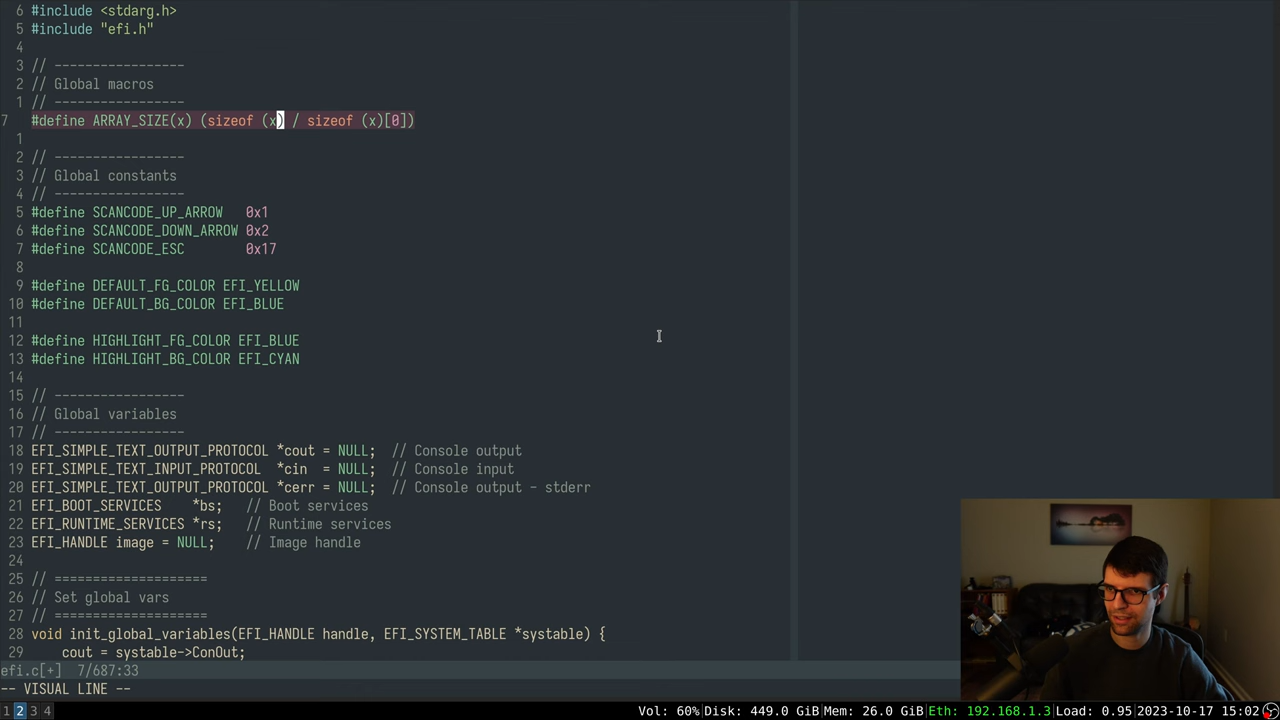 6 #include <stdarg.h>
5 #include "efi.h"
4
3 // -----------------
2 // Global macros
1 // -----------------
7 #define ARRAY_SIZE(x) (sizeof (x) / sizeof (x)[0])
1
2 // -----------------
3 // Global constants
4 // -----------------
5 #define SCANCODE_UP_ARROW   0x1
6 #define SCANCODE_DOWN_ARROW 0x2
7 #define SCANCODE_ESC        0x17
8
9 #define DEFAULT_FG_COLOR EFI_YELLOW
10 #define DEFAULT_BG_COLOR EFI_BLUE
11
12 #define HIGHLIGHT_FG_COLOR EFI_BLUE
13 #define HIGHLIGHT_BG_COLOR EFI_CYAN
14
15 // -----------------
16 // Global variables
17 // -----------------
18 EFI_SIMPLE_TEXT_OUTPUT_PROTOCOL *cout = NULL;  // Console output
19 EFI_SIMPLE_TEXT_INPUT_PROTOCOL  *cin  = NULL;  // Console input
20 EFI_SIMPLE_TEXT_OUTPUT_PROTOCOL *cerr = NULL;  // Console output - stderr
21 EFI_BOOT_SERVICES    *bs;   // Boot services
22 EFI_RUNTIME_SERVICES *rs;   // Runtime services
23 EFI_HANDLE image = NULL;    // Image handle
24
25 // ====================
26 // Set global vars
27 // ====================
28 void init_global_variables(EFI_HANDLE handle, EFI_SYSTEM_TABLE *systable) {
29     cout = systable->ConOut;
efi.c[+]  7/687:33
-- VISUAL LINE --
1 2 3 4 Vol: 60%|Disk: 449.0 GiB|Mem: 26.0 GiB|Eth: 192.168.1.3|Load: 0.95|2023-10-17 15:02